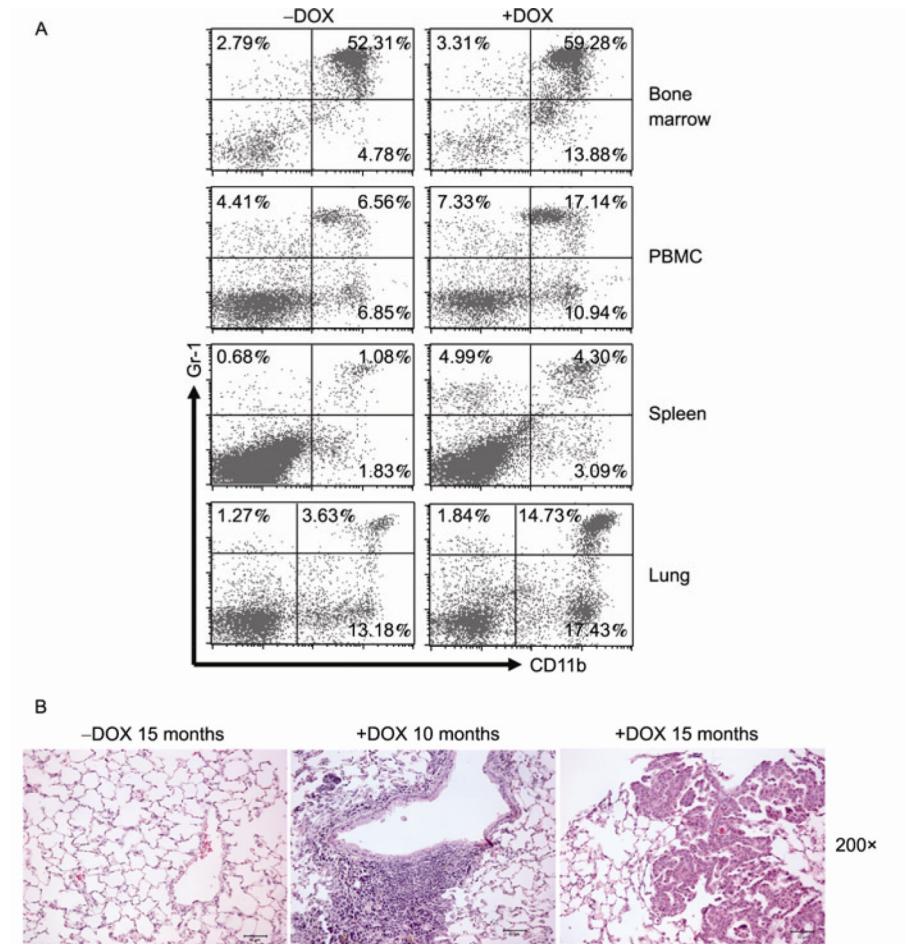 A
–DOX +DOX
2.79% 52.31% 3.31% 59.28%
Bone
marrow
4.78% 13.88%
4.41% 6.56% 7.33% 17.14%
PBMC
6.85% 10.94%
0.68% 1.08% 4.99% 4.30%
Gr-1
Spleen
1.83% 3.09%
1.27% 3.63% 1.84% 14.73%
Lung
13.18% 17.43%
CD11b
B
–DOX 15 months +DOX 10 months +DOX 15 months
200×